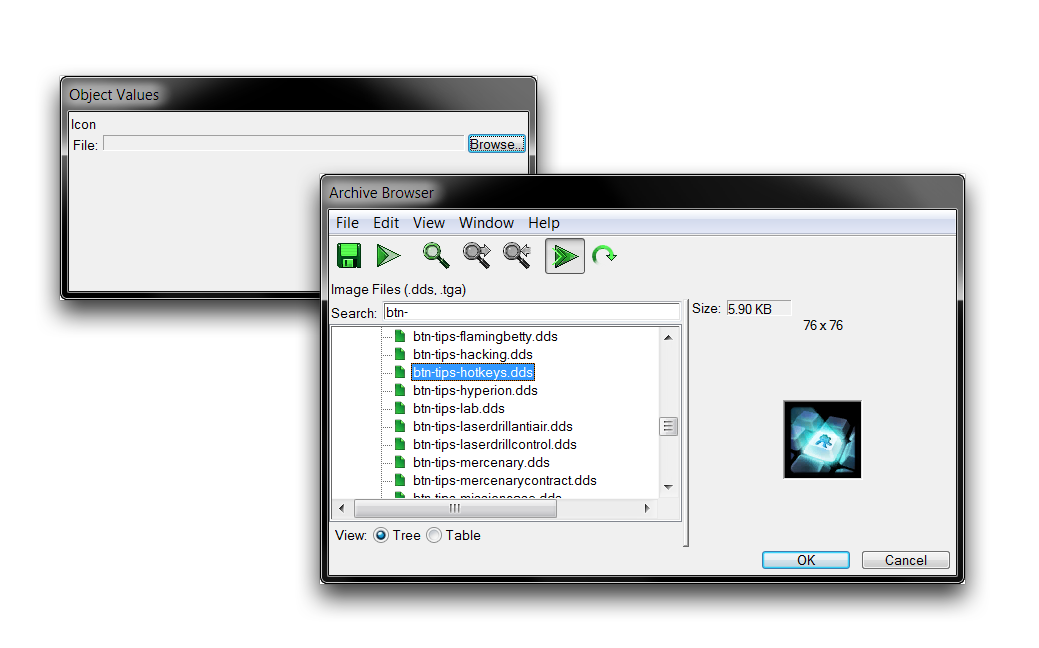 Object Values
Icon
File:
Browse...
Archive Browser
File Edit View Window Help
Image Files (.dds, .tga)
Search: btn-
Size: 5.90 KB
76 x 76
btn-tips-flamingbetty.dds
btn-tips-hacking.dds
btn-tips-hotkeys.dds
btn-tips-hyperion.dds
btn-tips-lab.dds
btn-tips-laserdrillantiair.dds
btn-tips-laserdrillcontrol.dds
btn-tips-mercenary.dds
btn-tips-mercenarycontract.dds
View: Tree Table
OK Cancel